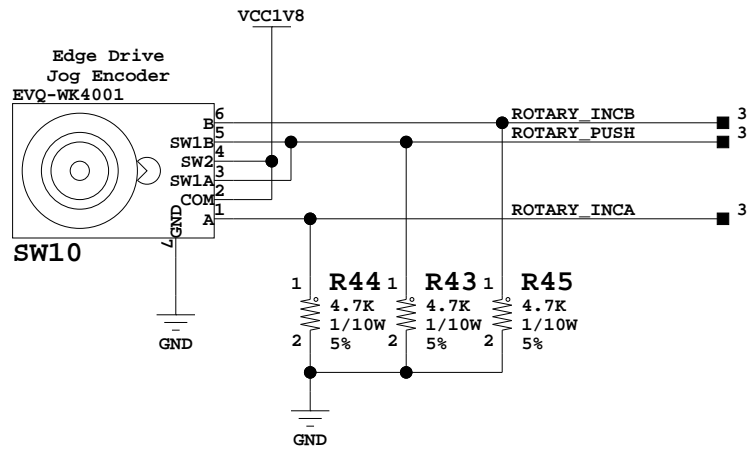 VCC1V8
Edge Drive
Jog Encoder
EVQ-WK4001
B 6 ROTARY_INCB 3
SW1B 5 ROTARY_PUSH 3
SW2 4
SW1A 3
COM 2
A 1 ROTARY_INCA 3
GND 7
SW10
1 R44 1 R43 1 R45
4.7K 4.7K 4.7K
1/10W 1/10W 1/10W
2 5% 2 5% 2 5%
GND
GND